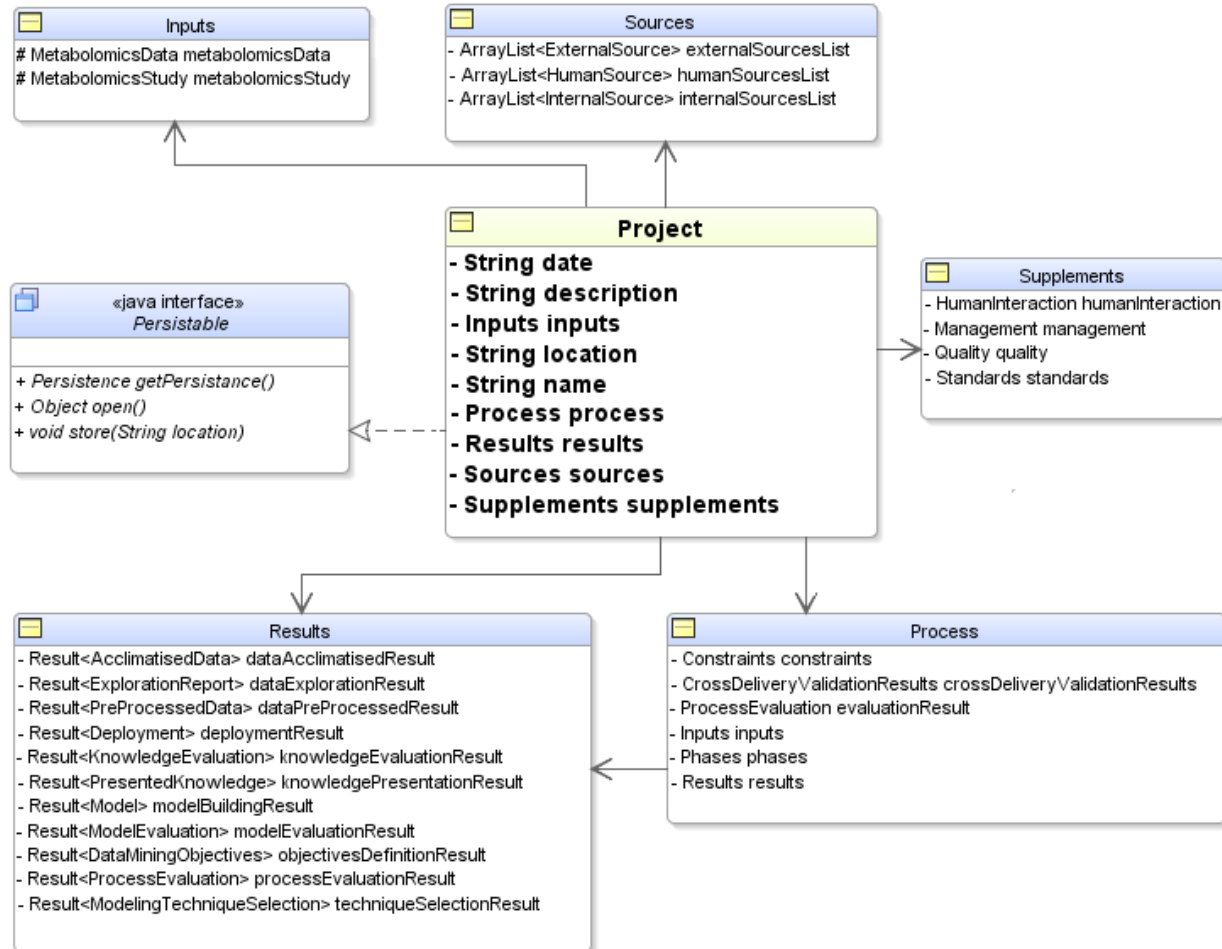 Inputs
# MetabolomicsData metabolomicsData
# MetabolomicsStudy metabolomicsStudy
Sources
- ArrayList<ExternalSource> externalSourcesList
- ArrayList<HumanSource> humanSourcesList
- ArrayList<InternalSource> internalSourcesList
Project
- String date
- String description
- Inputs inputs
- String location
- String name
- Process process
- Results results
- Sources sources
- Supplements supplements
«java interface»
Persistable
+ Persistence getPersistance()
+ Object open()
+ void store(String location)
Supplements
- HumanInteraction humanInteraction
- Management management
- Quality quality
- Standards standards
Results
- Result<AcclimatisedData> dataAcclimatisedResult
- Result<ExplorationReport> dataExplorationResult
- Result<PreProcessedData> dataPreProcessedResult
- Result<Deployment> deploymentResult
- Result<KnowledgeEvaluation> knowledgeEvaluationResult
- Result<PresentedKnowledge> knowledgePresentationResult
- Result<Model> modelBuildingResult
- Result<ModelEvaluation> modelEvaluationResult
- Result<DataMiningObjectives> objectivesDefinitionResult
- Result<ProcessEvaluation> processEvaluationResult
- Result<ModelingTechniqueSelection> techniqueSelectionResult
Process
- Constraints constraints
- CrossDeliveryValidationResults crossDeliveryValidationResults
- ProcessEvaluation evaluationResult
- Inputs inputs
- Phases phases
- Results results